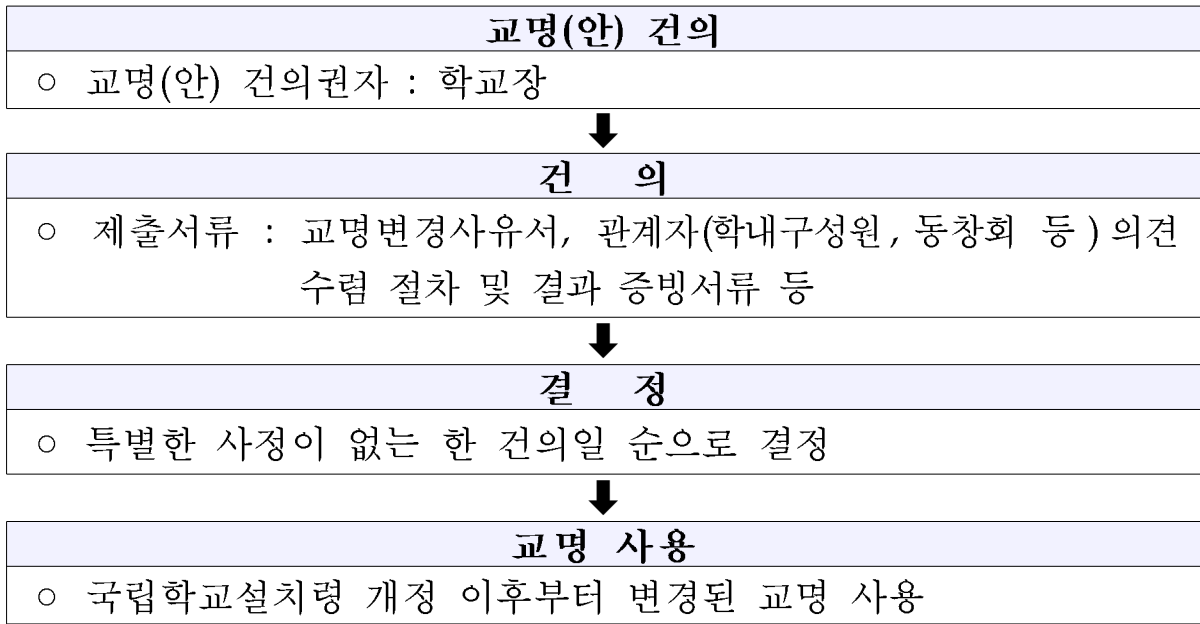 교명(안) 건의
○ 교명(안) 건의권자 : 학교장
건 의
○ 제출서류 : 교명변경사유서, 관계자(학내구성원, 동창회 등) 의견
수렴 절차 및 결과 증빙서류 등
결 정
○ 특별한 사정이 없는 한 건의일 순으로 결정
교명 사용
○ 국립학교설치령 개정 이후부터 변경된 교명 사용